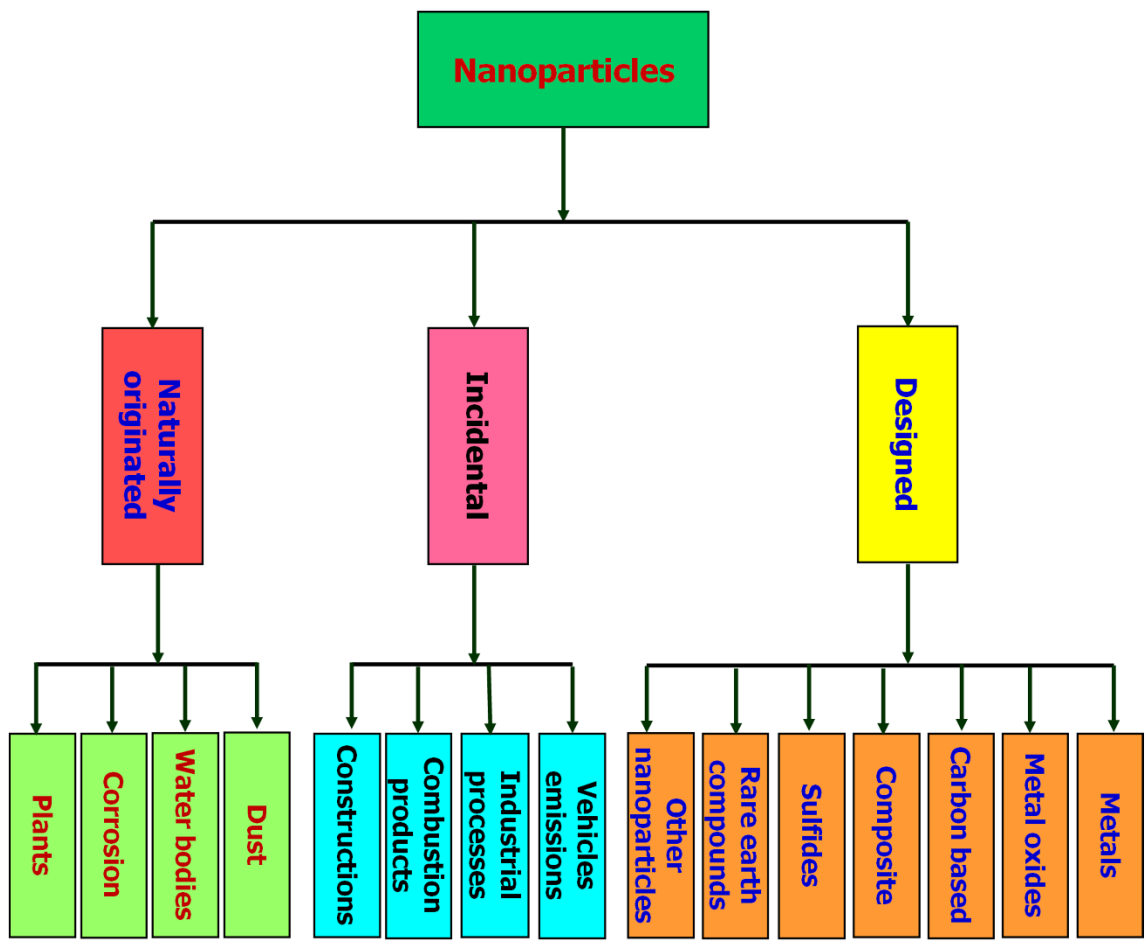 Nanoparticles
Naturally
originated
Incidental
Designed
Plants
Corrosion
Water bodies
Dust
Constructions
Combustion
products
Industrial
processes
Vehicles
emissions
Other
nanoparticles
Rare earth
compounds
Sulfides
Composite
Carbon based
Metal oxides
Metals